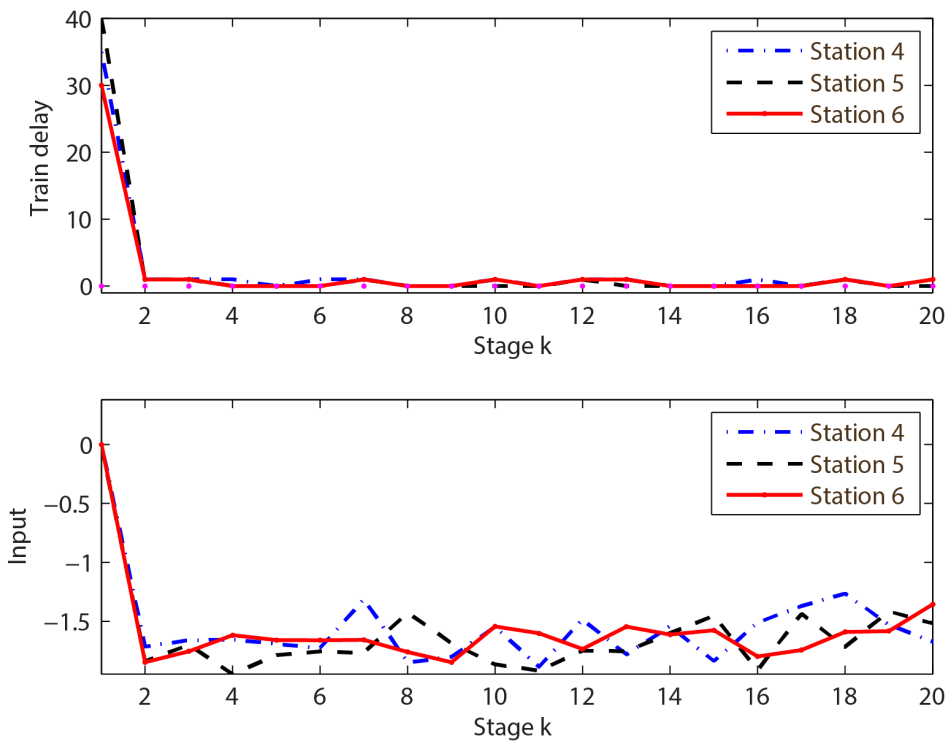 40
30
20
10
0
Train delay
Station 4
Station 5
Station 6
2 4 6 8 10 12 14 16 18 20
Stage k
0
−0.5
−1
−1.5
Input
Station 4
Station 5
Station 6
2 4 6 8 10 12 14 16 18 20
Stage k